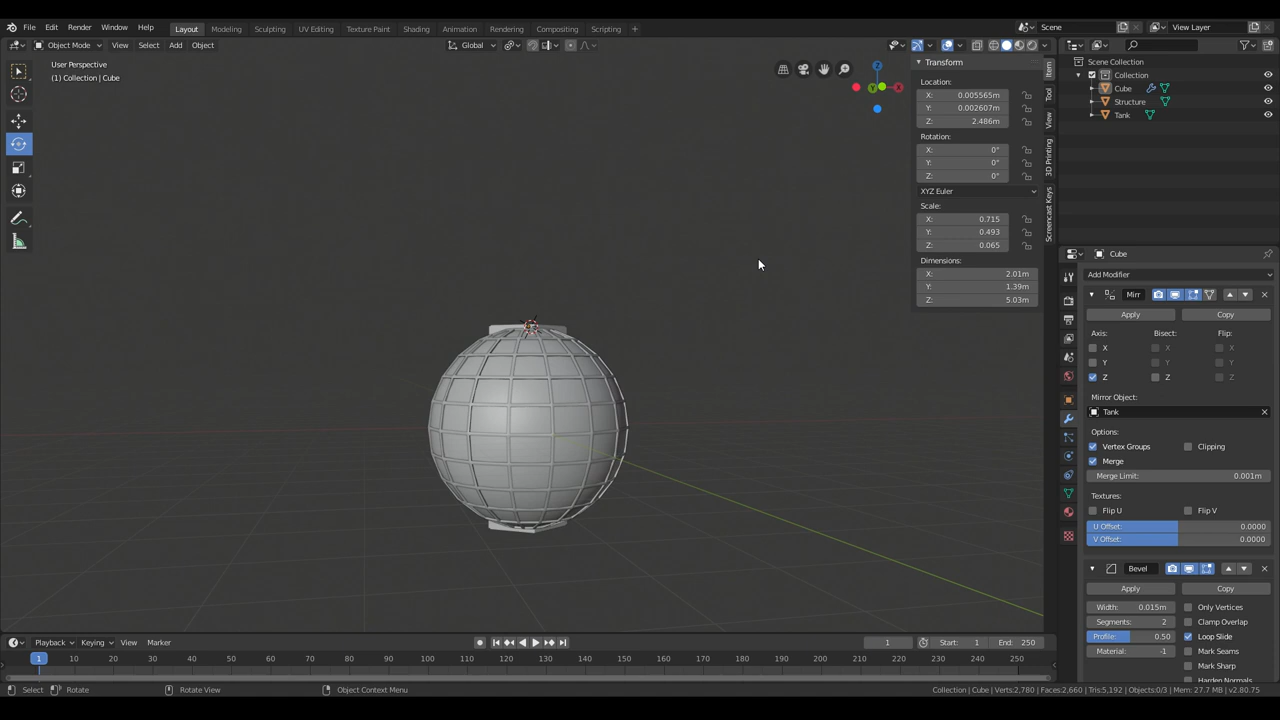 File Edit Render Window Help Layout Modeling Sculpting UV Editing Texture Paint Shading Animation Rendering Compositing Scripting + Scene View Layer
Object Mode View Select Add Object Global
User Perspective
(1) Collection | Cube
Transform
Location:
X: 0.005565m
Y: 0.002607m
Z: 2.486m
Rotation:
X: 0°
Y: 0°
Z: 0°
XYZ Euler
Scale:
X: 0.715
Y: 0.493
Z: 0.065
Dimensions:
X: 2.01m
Y: 1.39m
Z: 5.03m
Z
Y
X
Item
Tool
View
3D Printing
Screencast Keys
Scene Collection
Collection
Cube
Structure
Tank
Cube
Add Modifier
Mirr
Apply Copy
Axis: Bisect: Flip:
X X X
Y Y Y
Z Z Z
Mirror Object:
Tank
Options:
Vertex Groups Clipping
Merge
Merge Limit: 0.001m
Textures:
Flip U Flip V
U Offset: 0.0000
V Offset: 0.0000
Bevel
Apply Copy
Width: 0.015m Only Vertices
Segments: 2 Clamp Overlap
Profile: 0.50 Loop Slide
Material: -1 Mark Seams
Mark Sharp
Harden Normals
Playback Keying View Marker 1 Start: 1 End: 250
1 10 20 30 40 50 60 70 80 90 100 110 120 130 140 150 160 170 180 190 200 210 220 230 240 250
Select Rotate Rotate View Object Context Menu Collection | Cube | Verts:2,780 | Faces:2,660 | Tris:5,192 | Objects:0/3 | Mem: 27.7 MB | v2.80.75